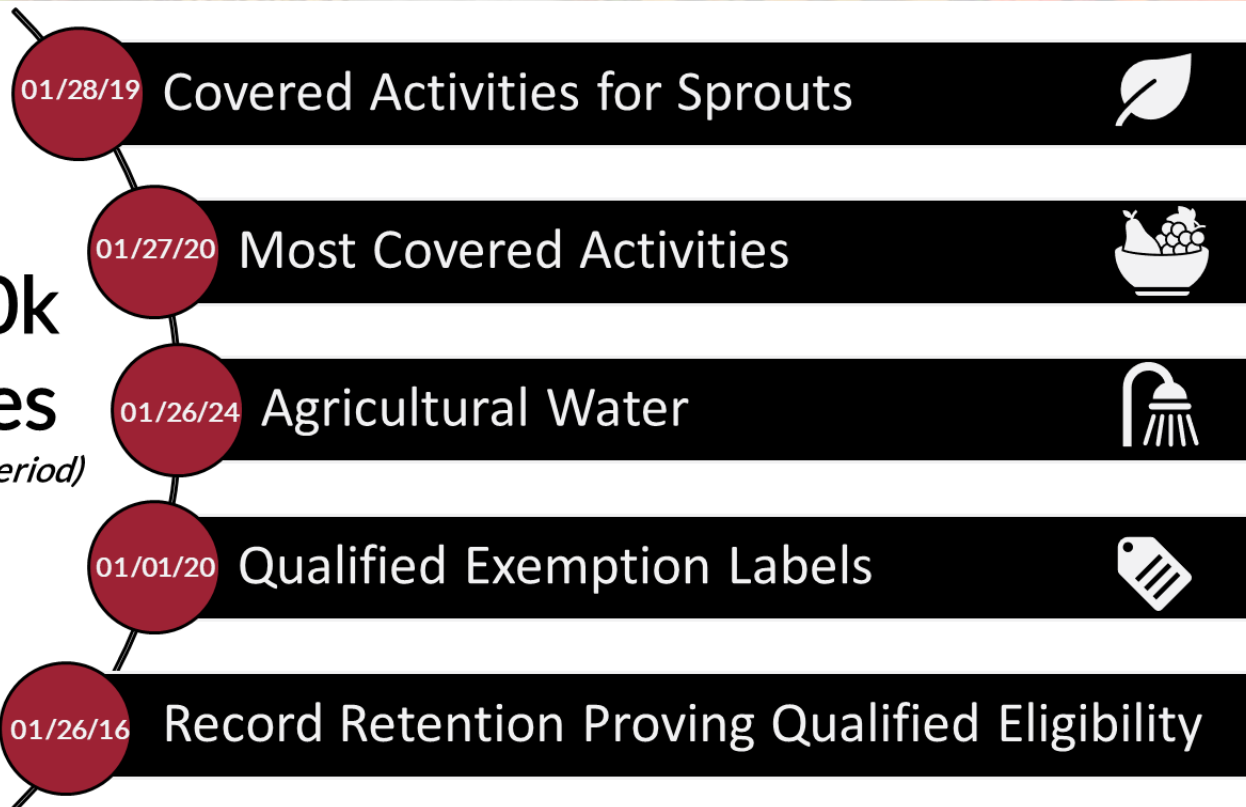 01/28/19 Covered Activities for Sprouts
01/27/20 Most Covered Activities
01/26/24 Agricultural Water
01/01/20 Qualified Exemption Labels
01/26/16 Record Retention Proving Qualified Eligibility